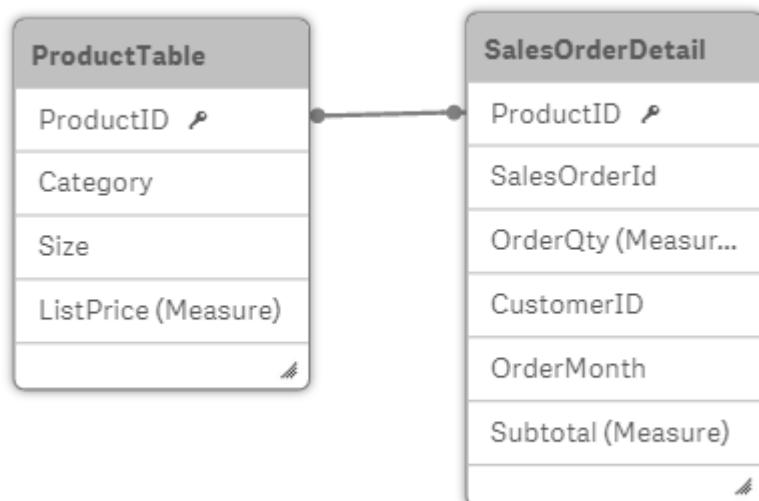 ProductTable
ProductID
Category
Size
ListPrice (Measure)
SalesOrderDetail
ProductID
SalesOrderId
OrderQty (Measur...
CustomerID
OrderMonth
Subtotal (Measure)